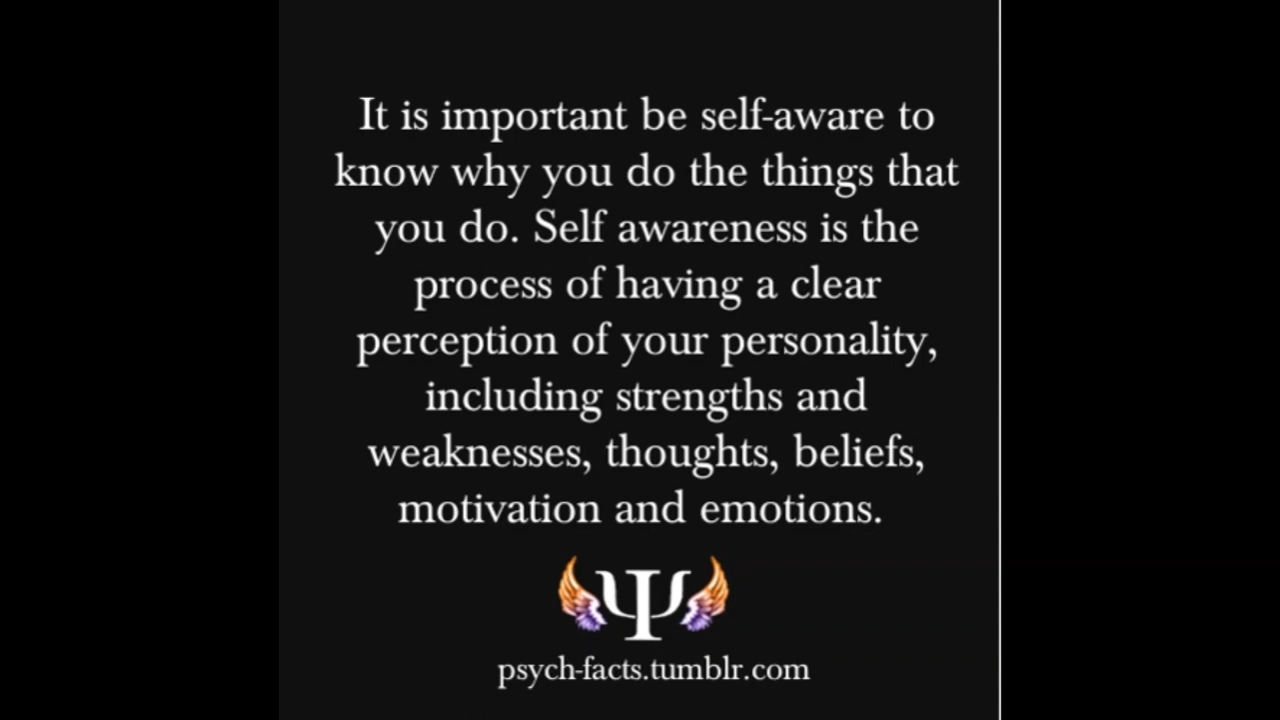 It is important be self-aware to
know why you do the things that
you do. Self awareness is the
process of having a clear
perception of your personality,
including strengths and
weaknesses, thoughts, beliefs,
motivation and emotions.
Ψ
psych-facts.tumblr.com